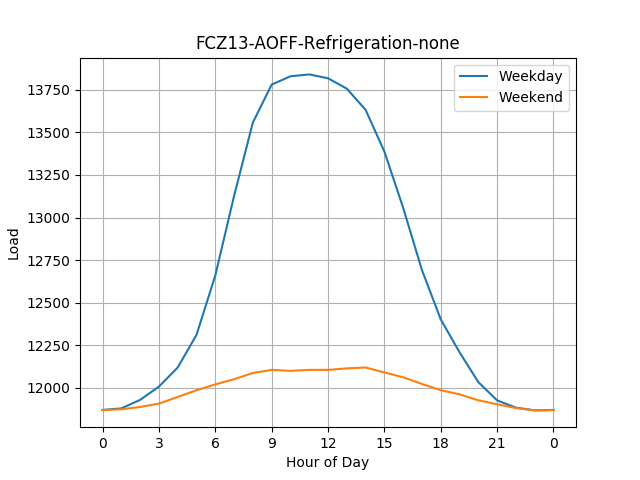 FCZ13-AOFF-Refrigeration-none
Weekday
Weekend
Load
13750
13500
13250
13000
12750
12500
12250
12000
0 3 6 9 12 15 18 21 0
Hour of Day